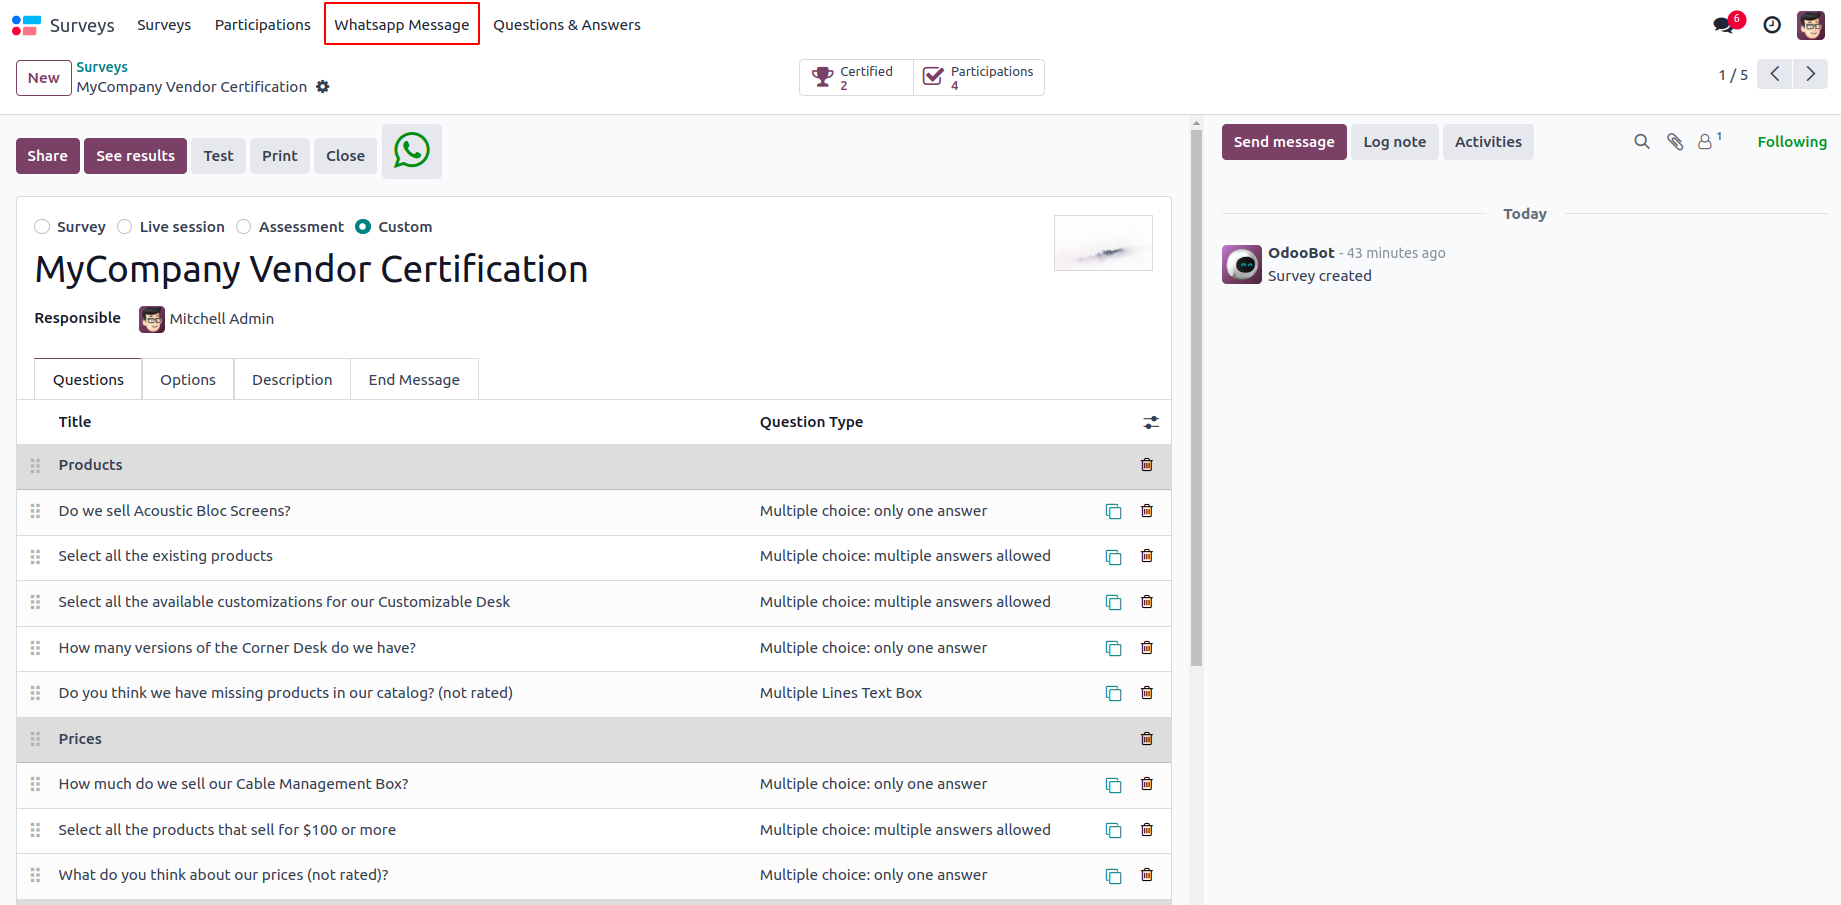 Surveys Surveys Participations Whatsapp Message Questions & Answers 6
New Surveys
MyCompany Vendor Certification
Certified
2
Participations
4
1 / 5
Share See results Test Print Close
Send message Log note Activities 1 Following
Survey Live session Assessment Custom
MyCompany Vendor Certification
Responsible Mitchell Admin
Today
OdooBot - 43 minutes ago
Survey created
Questions Options Description End Message
Title Question Type
Products
Do we sell Acoustic Bloc Screens? Multiple choice: only one answer
Select all the existing products Multiple choice: multiple answers allowed
Select all the available customizations for our Customizable Desk Multiple choice: multiple answers allowed
How many versions of the Corner Desk do we have? Multiple choice: only one answer
Do you think we have missing products in our catalog? (not rated) Multiple Lines Text Box
Prices
How much do we sell our Cable Management Box? Multiple choice: only one answer
Select all the products that sell for $100 or more Multiple choice: multiple answers allowed
What do you think about our prices (not rated)? Multiple choice: only one answer